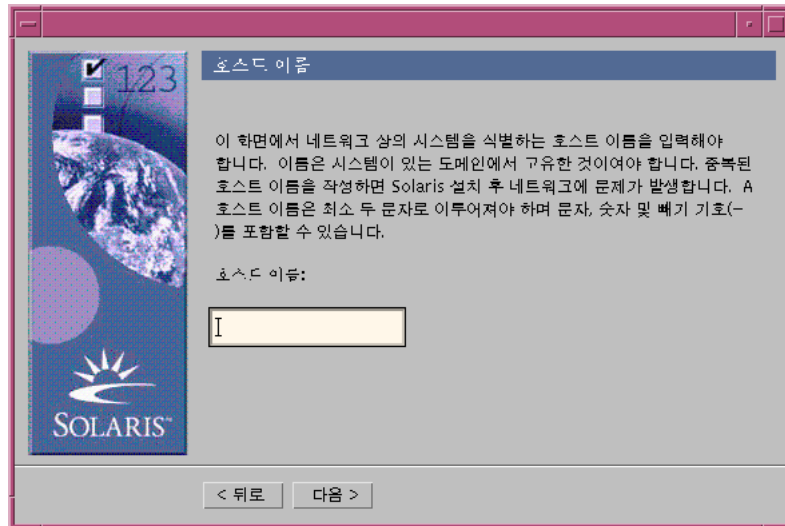 123
호스트 이름
이 화면에서 네트워크 상의 시스템을 식별하는 호스트 이름을 입력해야
합니다. 이름은 시스템이 있는 도메인에서 고유한 것이여야 합니다. 중복된
호스트 이름을 작성하면 Solaris 설치 후 네트워크에 문제가 발생합니다. A
호스트 이름은 최소 두 문자로 이루어져야 하며 문자, 숫자 및 빼기 기호(-
)를 포함할 수 있습니다.
호스트 이름:
SOLARIS™
< 뒤로
다음 >